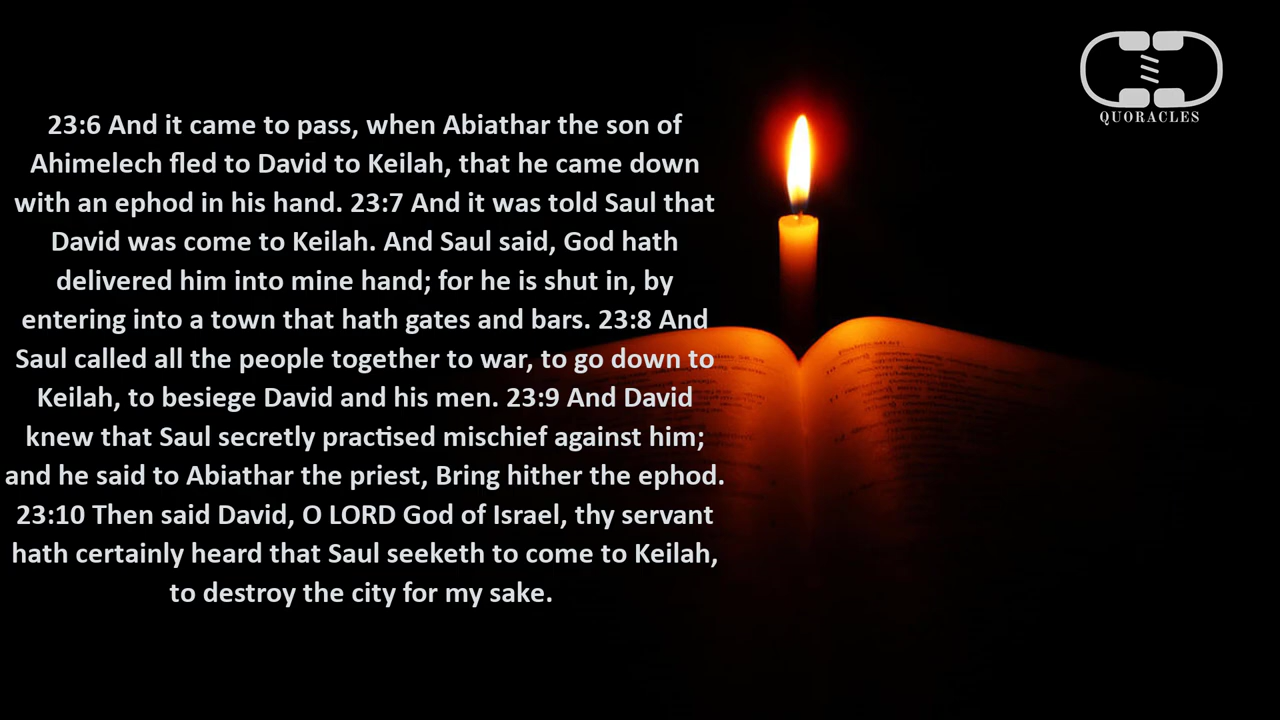 QUORACLES
23:6 And it came to pass, when Abiathar the son of
Ahimelech fled to David to Keilah, that he came down
with an ephod in his hand. 23:7 And it was told Saul that
David was come to Keilah. And Saul said, God hath
delivered him into mine hand; for he is shut in, by
entering into a town that hath gates and bars. 23:8 And
Saul called all the people together to war, to go down to
Keilah, to besiege David and his men. 23:9 And David
knew that Saul secretly practised mischief against him;
and he said to Abiathar the priest, Bring hither the ephod.
23:10 Then said David, O LORD God of Israel, thy servant
hath certainly heard that Saul seeketh to come to Keilah,
to destroy the city for my sake.